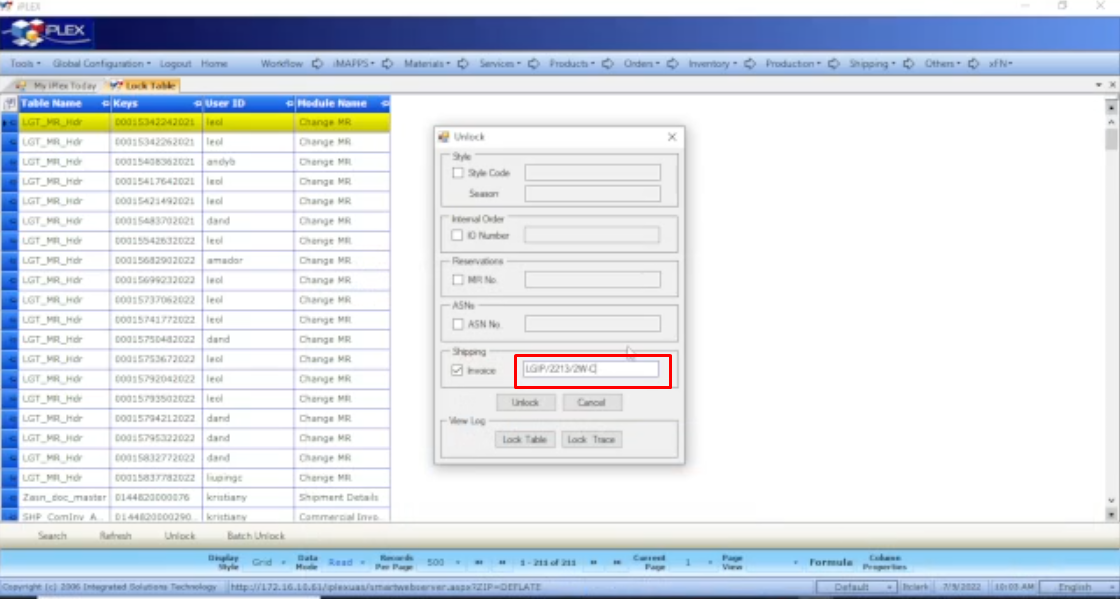 iPLEX
PLEX
Tools Global Configuration Logout Home Workflow iMAPPS Materials Services Products Orders Inventory Production Shipping Others xFN
My iPlex Today Lock Table
Table Name Keys User ID Module Name
LGT_MR_Hdr 00015342242021 leol Change MR
LGT_MR_Hdr 00015342262021 leol Change MR
LGT_MR_Hdr 00015408362021 andyb Change MR
LGT_MR_Hdr 00015417642021 leol Change MR
LGT_MR_Hdr 00015421492021 leol Change MR
LGT_MR_Hdr 00015483702021 dand Change MR
LGT_MR_Hdr 00015542632022 leol Change MR
LGT_MR_Hdr 00015682902022 amador Change MR
LGT_MR_Hdr 00015699232022 leol Change MR
LGT_MR_Hdr 00015737062022 leol Change MR
LGT_MR_Hdr 00015741772022 leol Change MR
LGT_MR_Hdr 00015750482022 dand Change MR
LGT_MR_Hdr 00015753672022 leol Change MR
LGT_MR_Hdr 00015792042022 leol Change MR
LGT_MR_Hdr 00015793502022 leol Change MR
LGT_MR_Hdr 00015794212022 dand Change MR
LGT_MR_Hdr 00015795322022 dand Change MR
LGT_MR_Hdr 00015832772022 dand Change MR
LGT_MR_Hdr 00015837782022 liupingc Change MR
Zasn_doc_master 0144820000076 kristiany Shipment Details
SHP_ComInv_A... 0144820000290... kristiany Commercial Invo...
Unlock
Style
Style Code
Season
Internal Order
IO Number
Reservations
MR No.
ASNs
ASN No.
Shipping
Invoice LGIP/2213/2W-C
Unlock Cancel
View Log
Lock Table Lock Trace
Search Refresh Unlock Batch Unlock
Display Style Grid Data Mode Read Records Per Page 500 1 - 211 of 211 Current Page 1 Page View Formula Column Properties
Copyright (c) 2006 Integrated Solutions Technology http://172.16.10.61/iplexuas/smartwebserver.aspx?ZIP=DEFLATE Default 7/9/2022 10:03 AM English